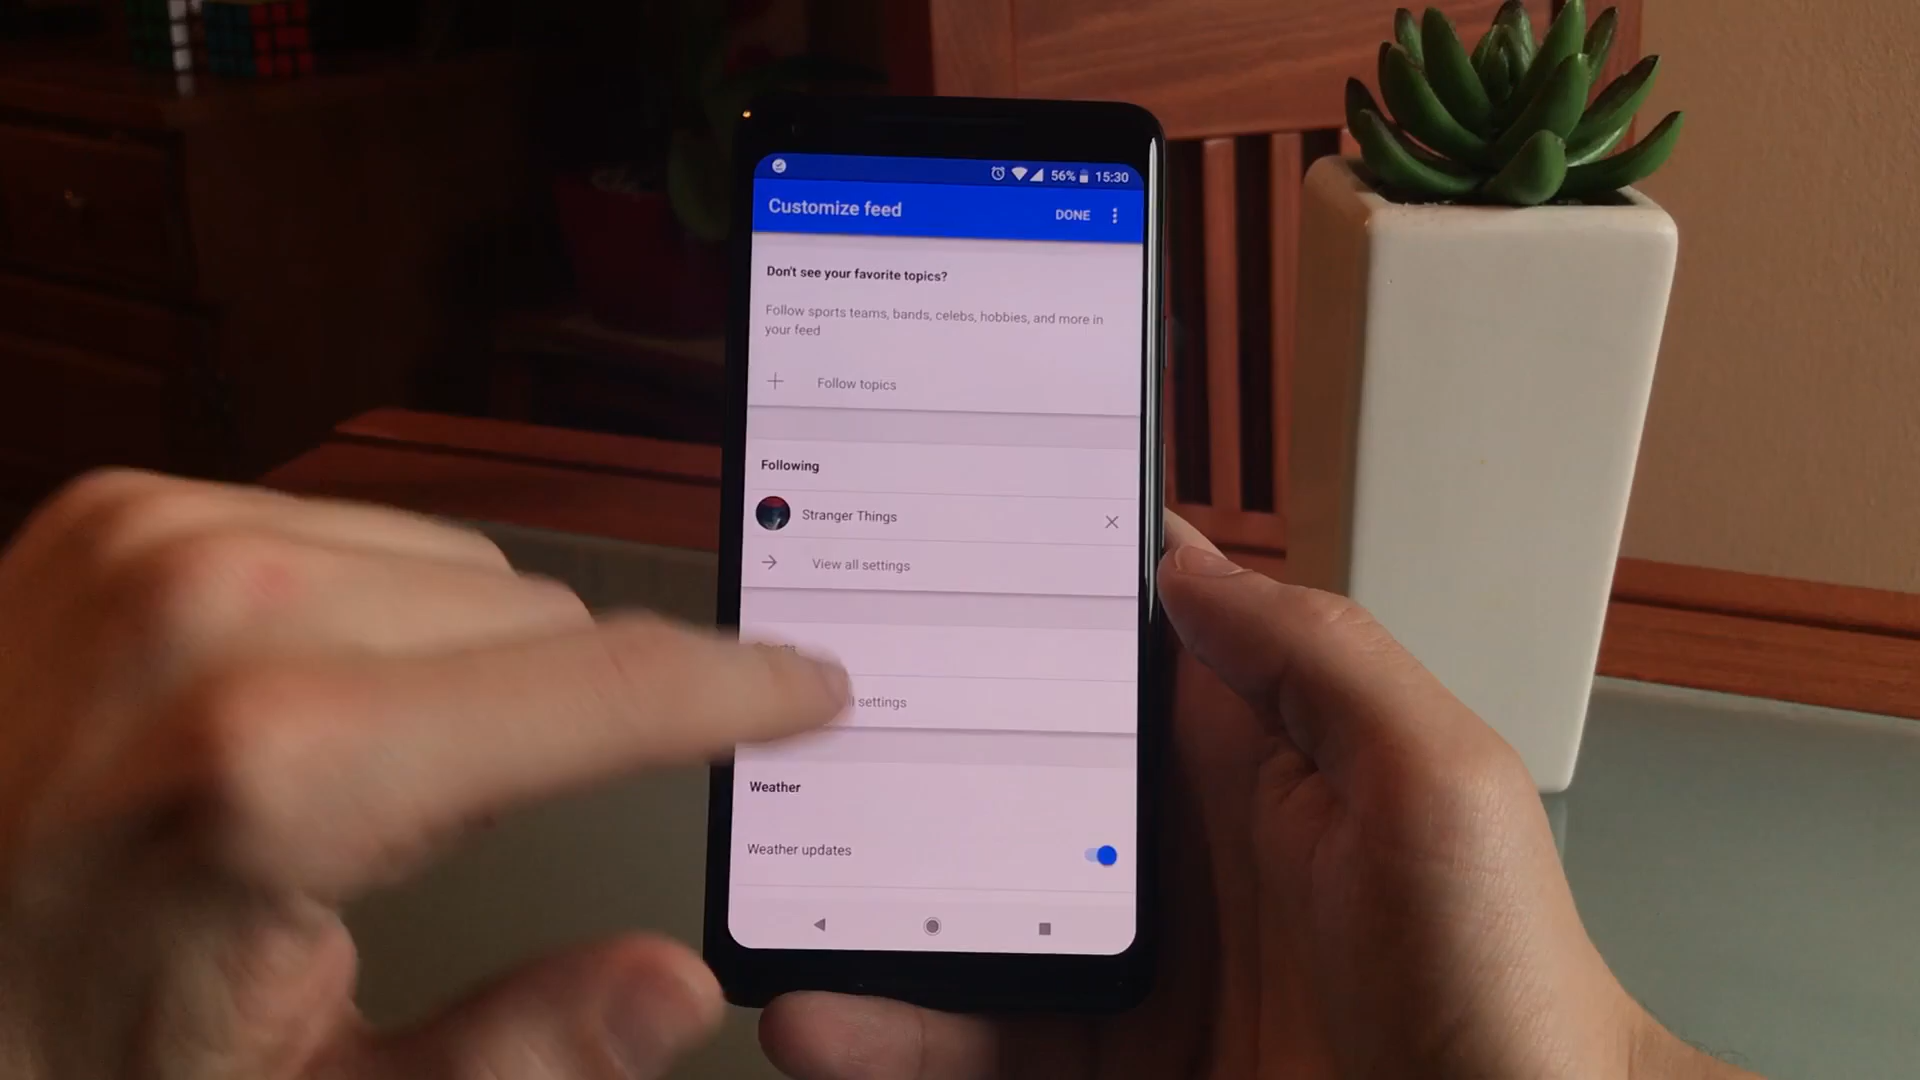 56% 15:30
Customize feed DONE
Don't see your favorite topics?
Follow sports teams, bands, celebs, hobbies, and more in
your feed
Follow topics
Following
Stranger Things
View all settings
settings
Weather
Weather updates